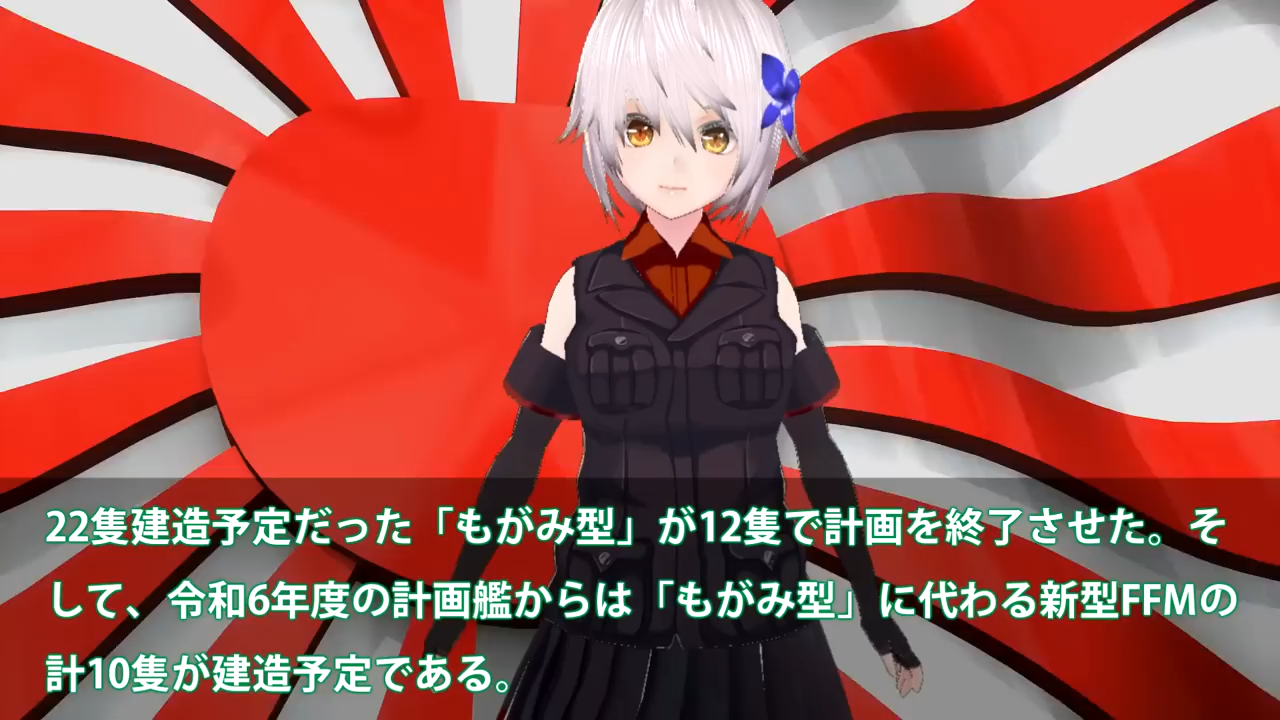 22隻建造予定だった「もがみ型」が12隻で計画を終了させた。そ
して、令和6年度の計画艦からは「もがみ型」に代わる新型FFMの
計10隻が建造予定である。